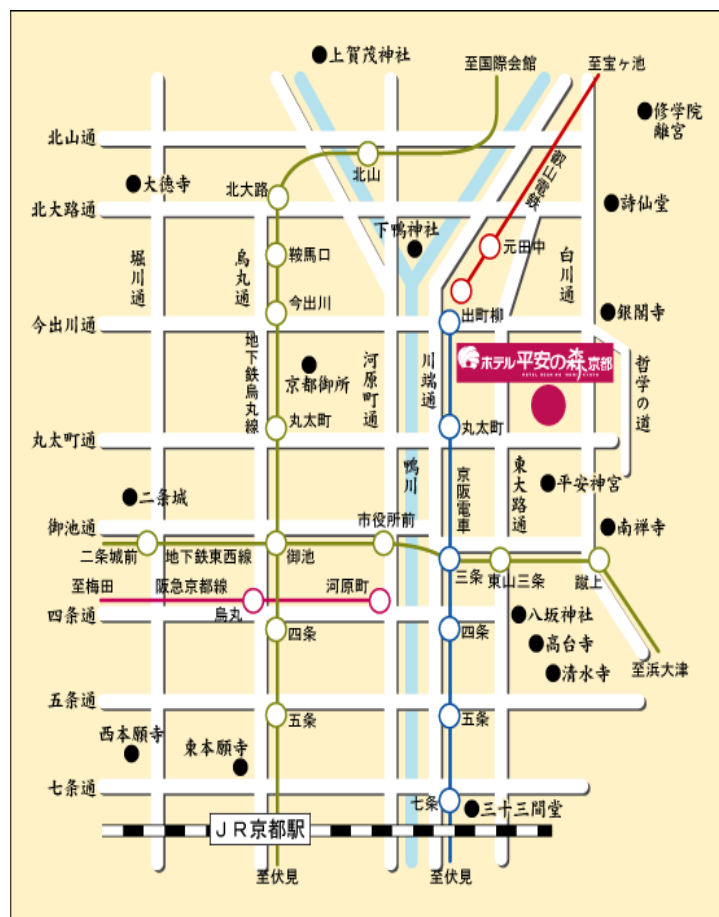 上賀茂神社
至国際会館
至宝ヶ池
修学院
離宮
北山通
叡山電鉄
北山
大徳寺
北大路
詩仙堂
北大路通
下鴨神社
元田中
白川通
堀川通
烏丸通
鞍馬口
今出川
出町柳
銀閣寺
今出川通
地下鉄烏丸線
京都御所
河原町通
川端通
ホテル平安の森京都
哲学の道
丸太町
丸太町
丸太町通
鴨川
京阪電車
東大路通
平安神宮
二条城
御池通
市役所前
南禅寺
二条城前
地下鉄東西線
御池
三条
東山三条
蹴上
至梅田
阪急京都線
河原町
烏丸
四条通
八坂神社
四条
四条
高台寺
清水寺
至浜大津
五条通
五条
五条
西本願寺
東本願寺
七条通
七条
三十三間堂
JR京都駅
至伏見
至伏見